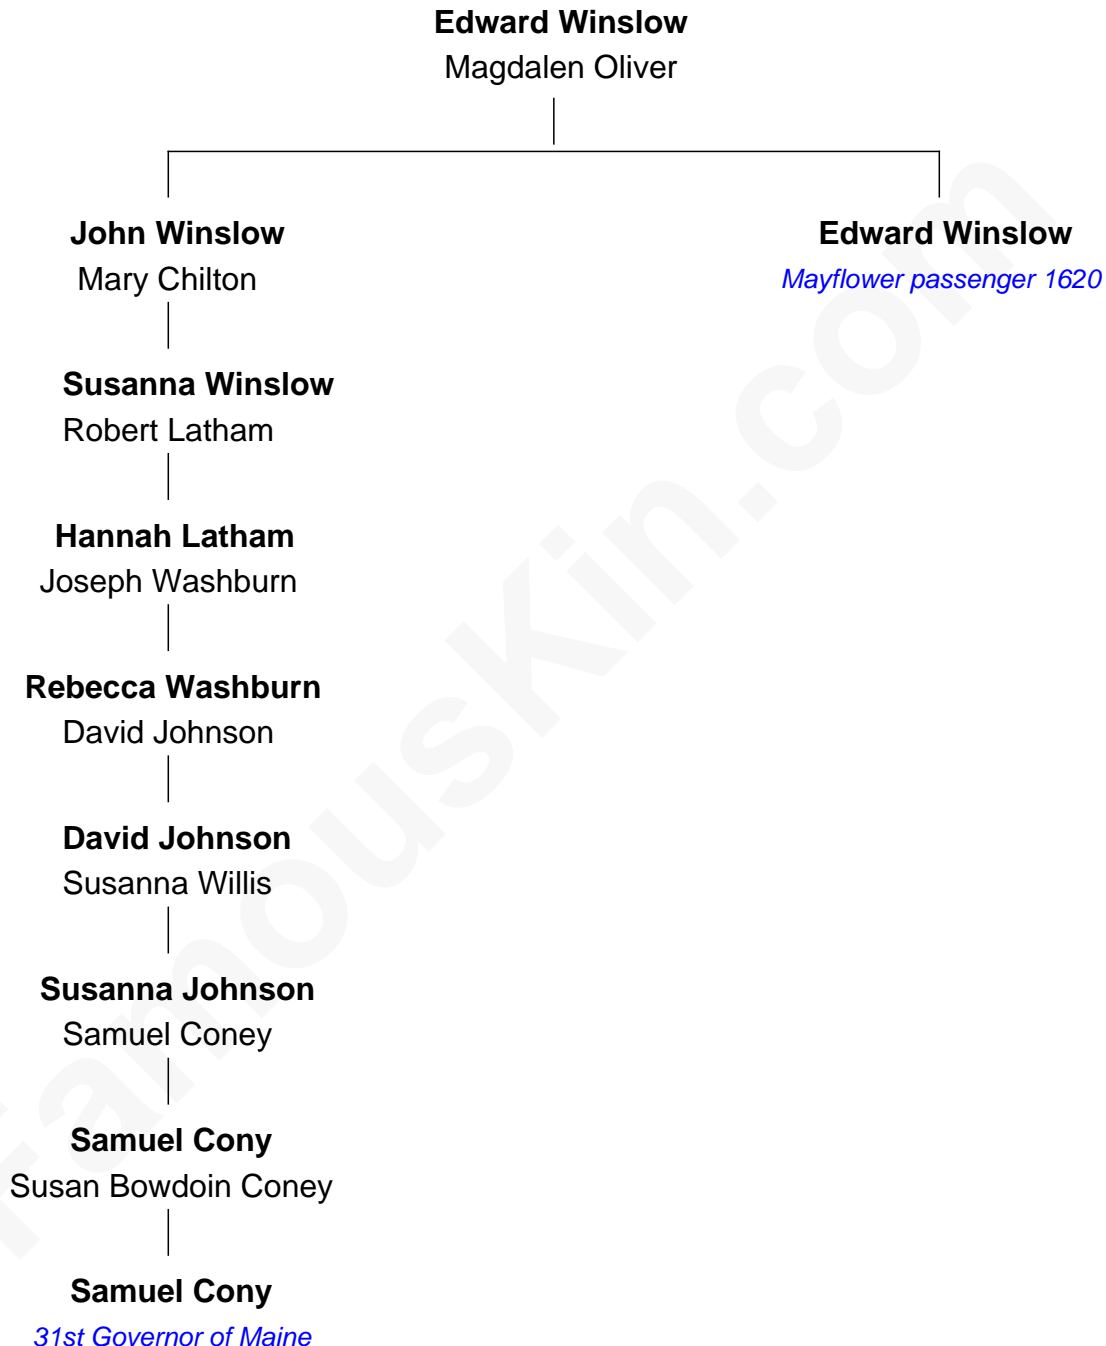 Edward Winslow
Magdalen Oliver
John Winslow
Mary Chilton
Edward Winslow
Mayflower passenger 1620
Susanna Winslow
Robert Latham
Hannah Latham
Joseph Washburn
Rebecca Washburn
David Johnson
David Johnson
Susanna Willis
Susanna Johnson
Samuel Coney
Samuel Cony
Susan Bowdoin Coney
Samuel Cony
31st Governor of Maine
famouskin.com